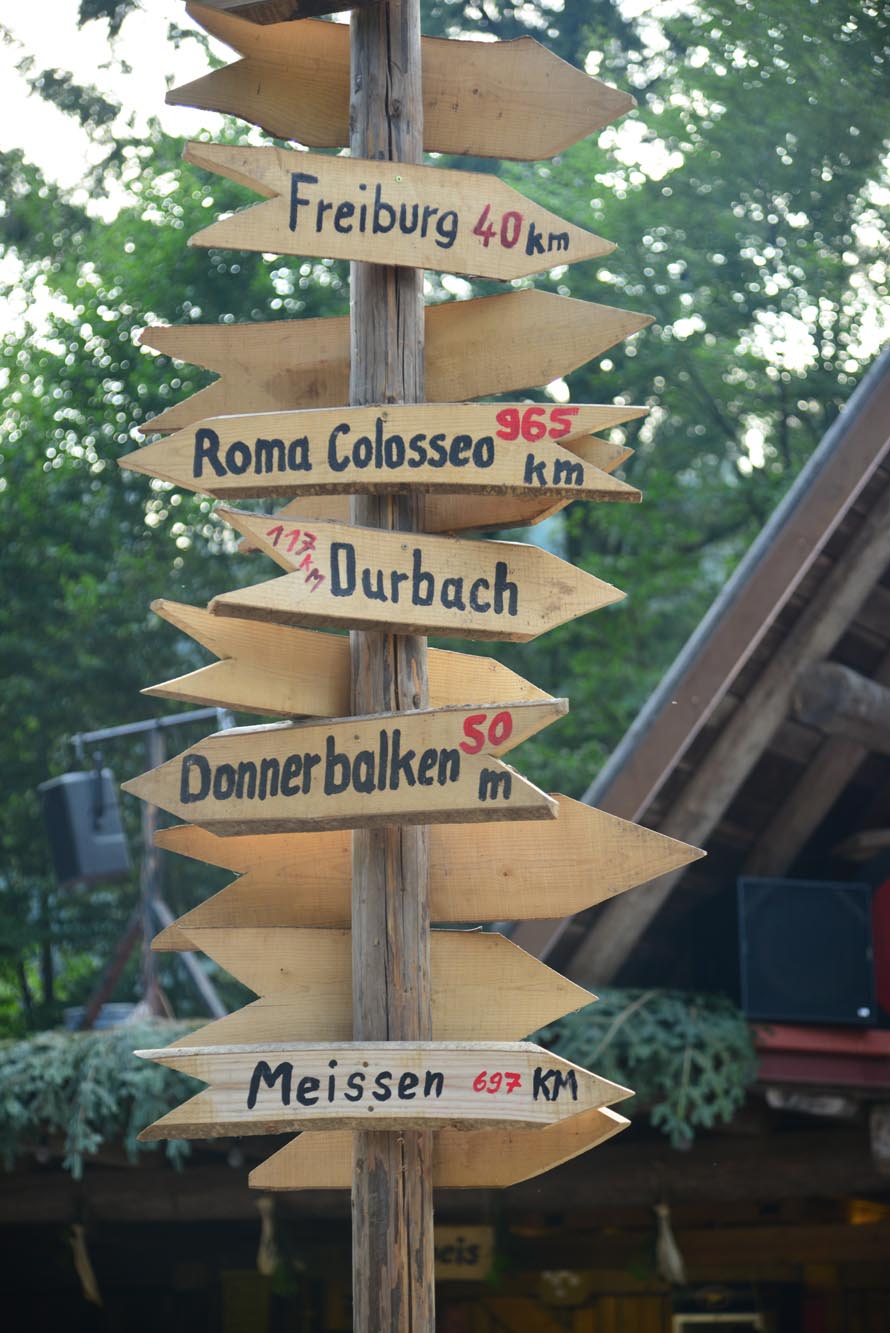 Freiburg 40 km
Roma Colosseo 965 km
117 KM Durbach
Donnerbalken 50 m
Meissen 697 KM